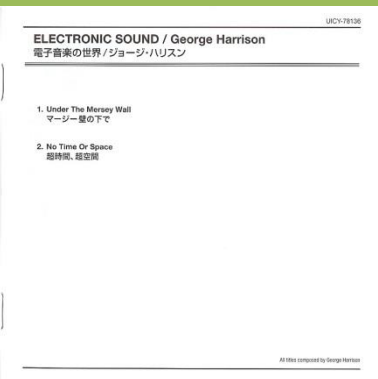 UICY-78136
ELECTRONIC SOUND / George Harrison
電子音楽の世界 / ジョージ・ハリスン
1. Under The Mersey Wall
マージー壁の下で
2. No Time Or Space
超時間、超空間
All titles composed by George Harrison